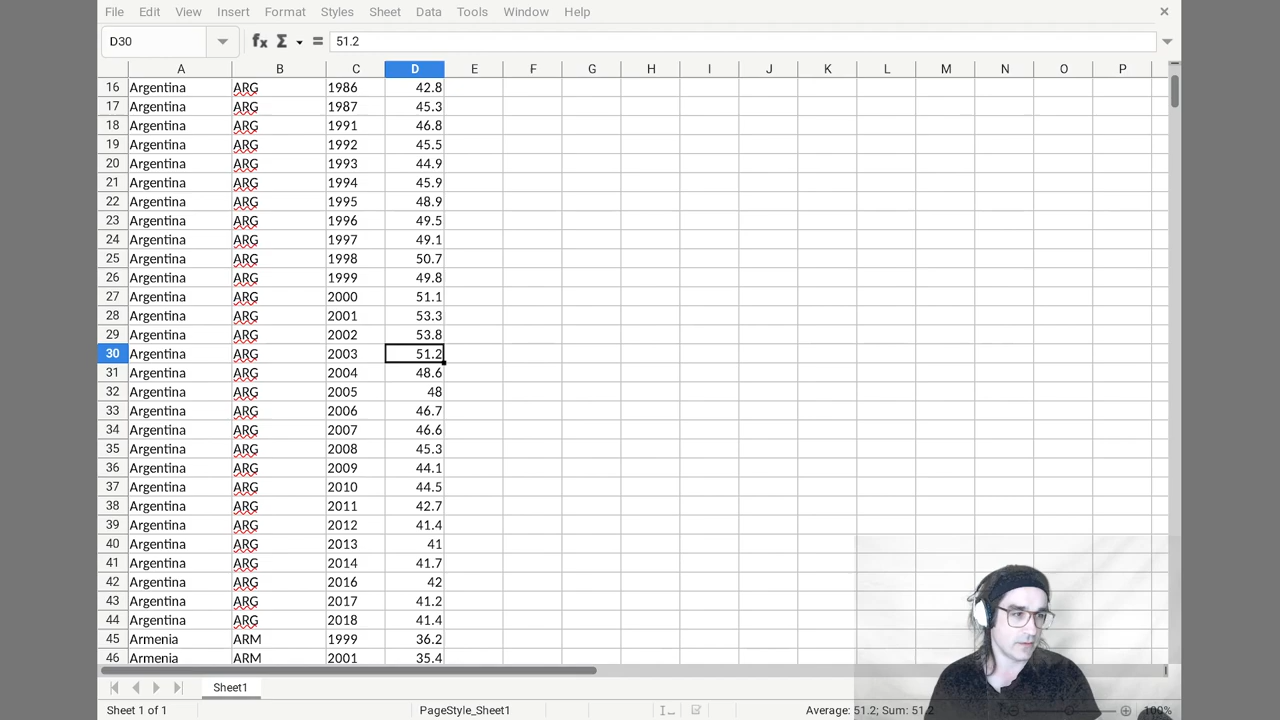 File Edit View Insert Format Styles Sheet Data Tools Window Help
D30 fx Σ = 51.2
A B C D E F G H I J K L M N O P
16 Argentina ARG 1986 42.8
17 Argentina ARG 1987 45.3
18 Argentina ARG 1991 46.8
19 Argentina ARG 1992 45.5
20 Argentina ARG 1993 44.9
21 Argentina ARG 1994 45.9
22 Argentina ARG 1995 48.9
23 Argentina ARG 1996 49.5
24 Argentina ARG 1997 49.1
25 Argentina ARG 1998 50.7
26 Argentina ARG 1999 49.8
27 Argentina ARG 2000 51.1
28 Argentina ARG 2001 53.3
29 Argentina ARG 2002 53.8
30 Argentina ARG 2003 51.2
31 Argentina ARG 2004 48.6
32 Argentina ARG 2005 48
33 Argentina ARG 2006 46.7
34 Argentina ARG 2007 46.6
35 Argentina ARG 2008 45.3
36 Argentina ARG 2009 44.1
37 Argentina ARG 2010 44.5
38 Argentina ARG 2011 42.7
39 Argentina ARG 2012 41.4
40 Argentina ARG 2013 41
41 Argentina ARG 2014 41.7
42 Argentina ARG 2016 42
43 Argentina ARG 2017 41.2
44 Argentina ARG 2018 41.4
45 Armenia ARM 1999 36.2
46 Armenia ARM 2001 35.4
Sheet1
Sheet 1 of 1 PageStyle_Sheet1 Average: 51.2; Sum: 51.2 100%